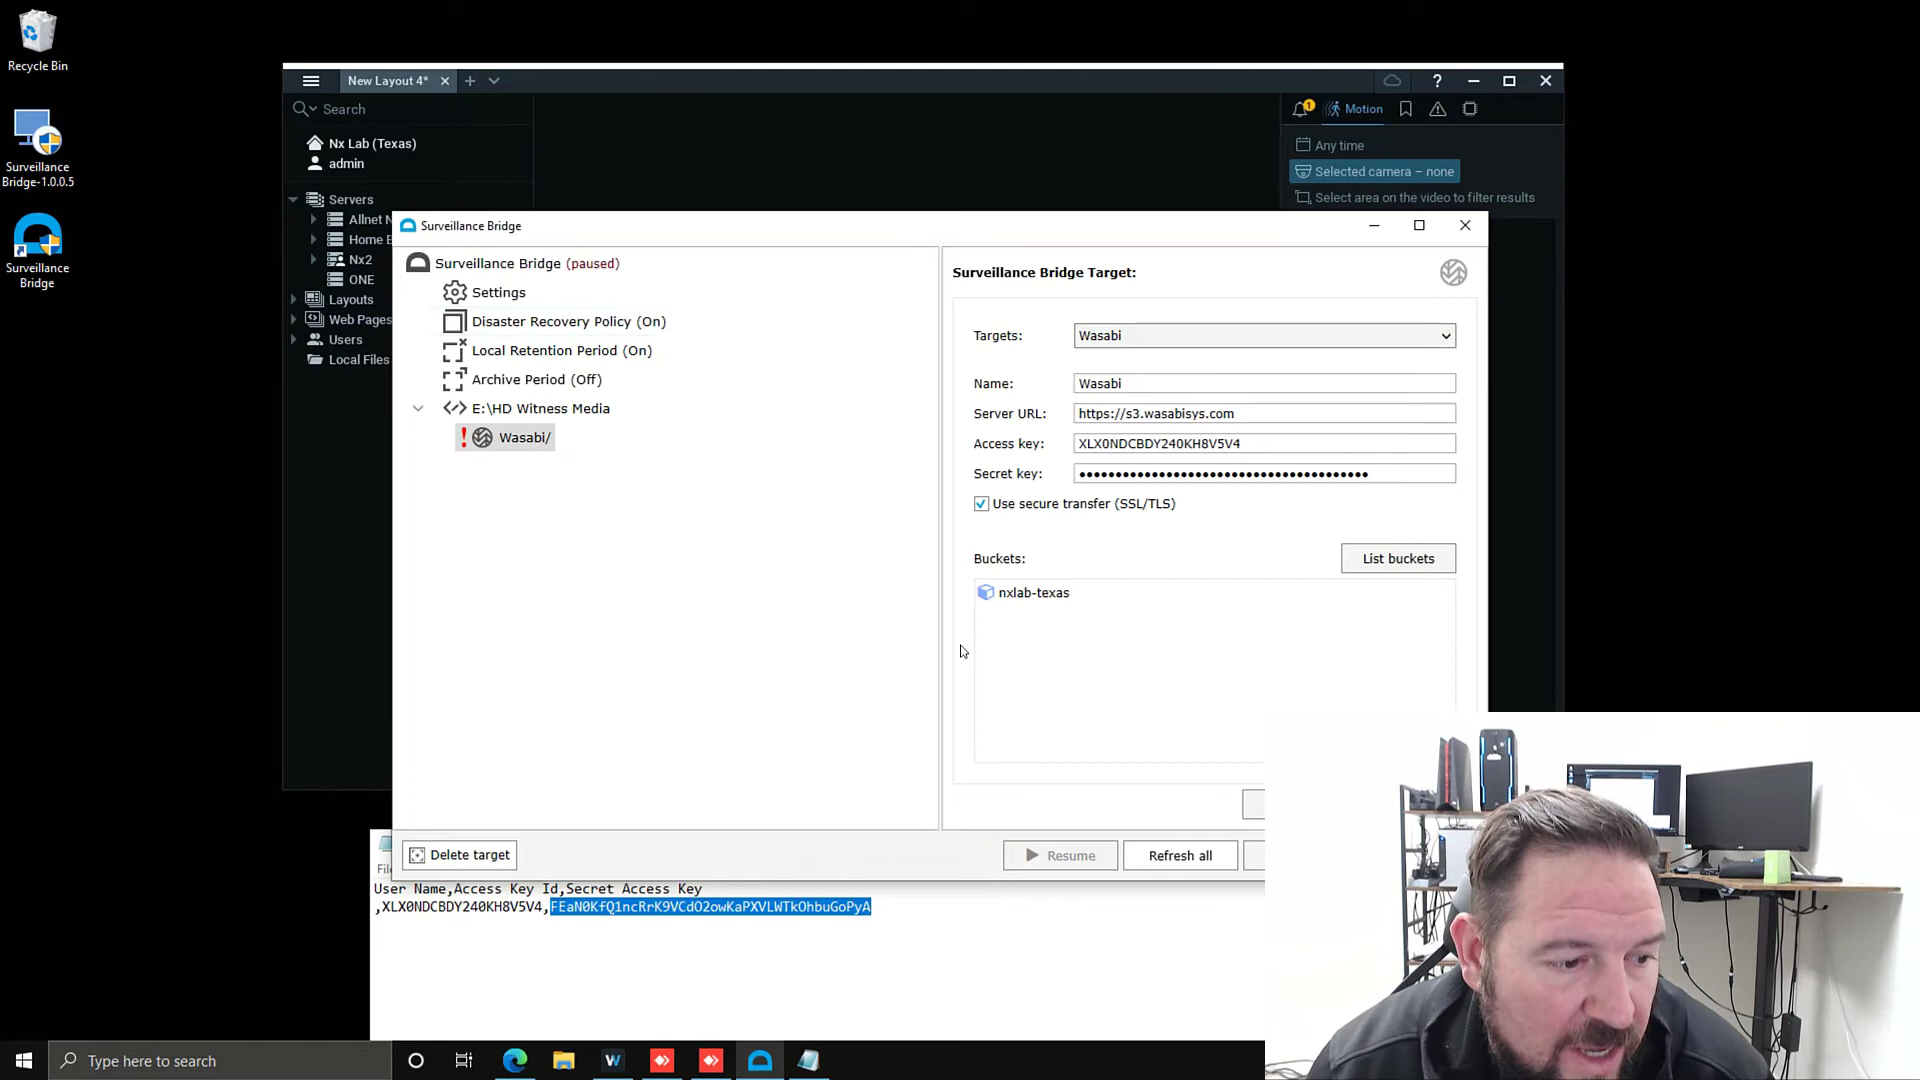 Recycle Bin
Surveillance
Bridge-1.0.0.5
Surveillance
Bridge
New Layout 4*
Search
Nx Lab (Texas)
admin
Servers
Allnet
Home
Nx2
ONE
Layouts
Web Pages
Users
Local Files
?
1
Motion
Any time
Selected camera – none
Select area on the video to filter results
Surveillance Bridge
Surveillance Bridge (paused)
Settings
Disaster Recovery Policy (On)
Local Retention Period (On)
Archive Period (Off)
E:\HD Witness Media
! Wasabi/
Surveillance Bridge Target:
Targets: Wasabi
Name: Wasabi
Server URL: https://s3.wasabisys.com
Access key: XLX0NDCBDY240KH8V5V4
Secret key: ••••••••••••••••••••••••••••••••••••••••
Use secure transfer (SSL/TLS)
Buckets:
List buckets
nxlab-texas
Delete target
Resume
Refresh all
User Name,Access Key Id,Secret Access Key
,XLX0NDCBDY240KH8V5V4,FEaN0KfQ1ncRrK9VCdO2owKaPXVLWTkOhbuGoPyA
Type here to search
W